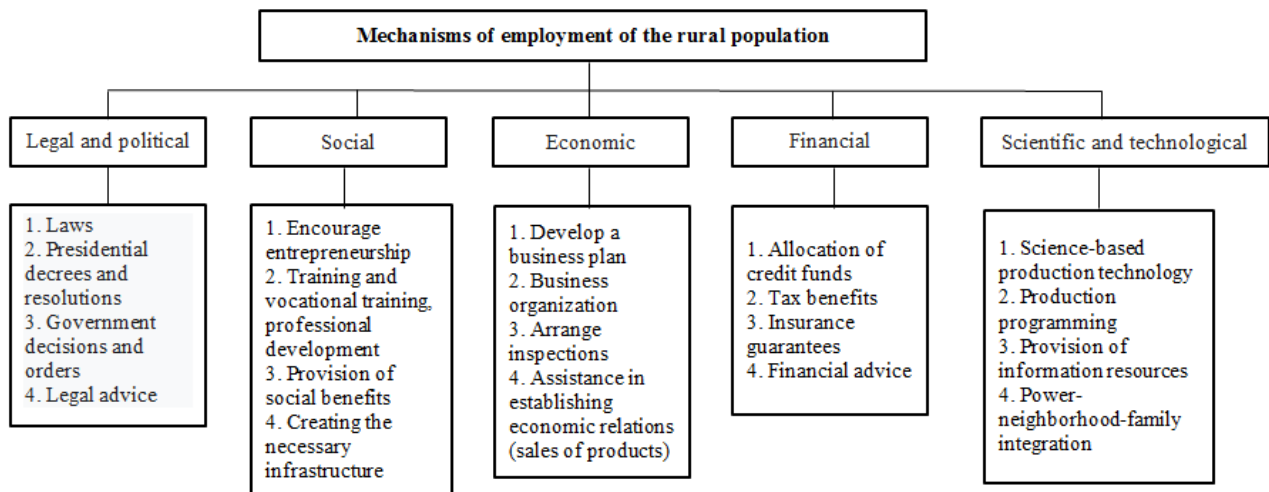 Mechanisms of employment of the rural population
Legal and political
Social
Economic
Financial
Scientific and technological
1. Laws
2. Presidential
decrees and
resolutions
3. Government
decisions and
orders
4. Legal advice
1. Encourage
entrepreneurship
2. Training and
vocational training,
professional
development
3. Provision of
social benefits
4. Creating the
necessary
infrastructure
1. Develop a
business plan
2. Business
organization
3. Arrange
inspections
4. Assistance in
establishing
economic relations
(sales of products)
1. Allocation of
credit funds
2. Tax benefits
3. Insurance
guarantees
4. Financial advice
1. Science-based
production technology
2. Production
programming
3. Provision of
information resources
4. Power-
neighborhood-family
integration